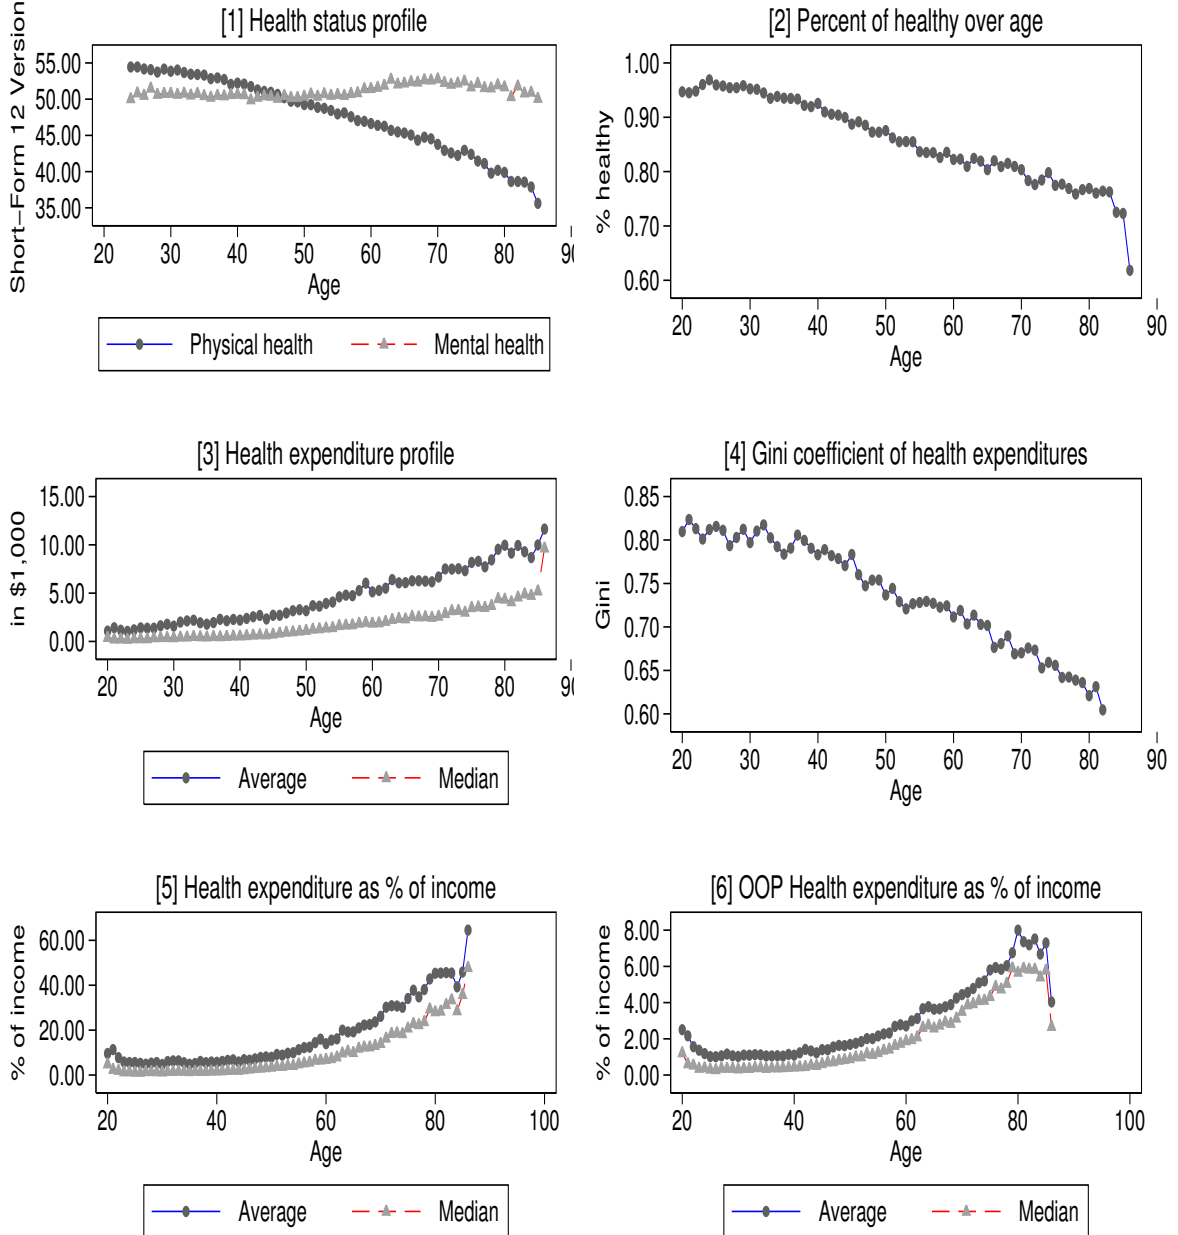 [1] Health status profile
Short−Form 12 Version
55.00
50.00
45.00
40.00
35.00
20 30 40 50 60 70 80 90
Age
Physical health Mental health
[2] Percent of healthy over age
% healthy
1.00
0.90
0.80
0.70
0.60
20 30 40 50 60 70 80 90
Age
[3] Health expenditure profile
in $1,000
15.00
10.00
5.00
0.00
20 30 40 50 60 70 80 90
Age
Average Median
[4] Gini coefficient of health expenditures
Gini
0.85
0.80
0.75
0.70
0.65
0.60
20 30 40 50 60 70 80 90
Age
[5] Health expenditure as % of income
% of income
60.00
40.00
20.00
0.00
20 40 60 80 100
Age
Average Median
[6] OOP Health expenditure as % of income
% of income
8.00
6.00
4.00
2.00
0.00
20 40 60 80 100
Age
Average Median